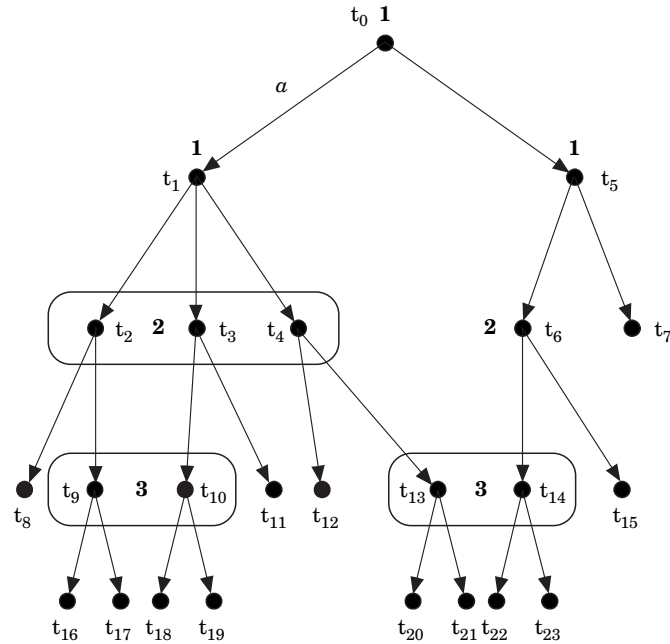 t₀ 1
a
1
1
t₁
t₅
t₂ 2 t₃ t₄
2 t₆
t₇
t₉ 3 t₁₀
t₁₃ 3 t₁₄
t₈
t₁₁
t₁₂
t₁₅
t₁₆ t₁₇ t₁₈ t₁₉
t₂₀ t₂₁ t₂₂ t₂₃